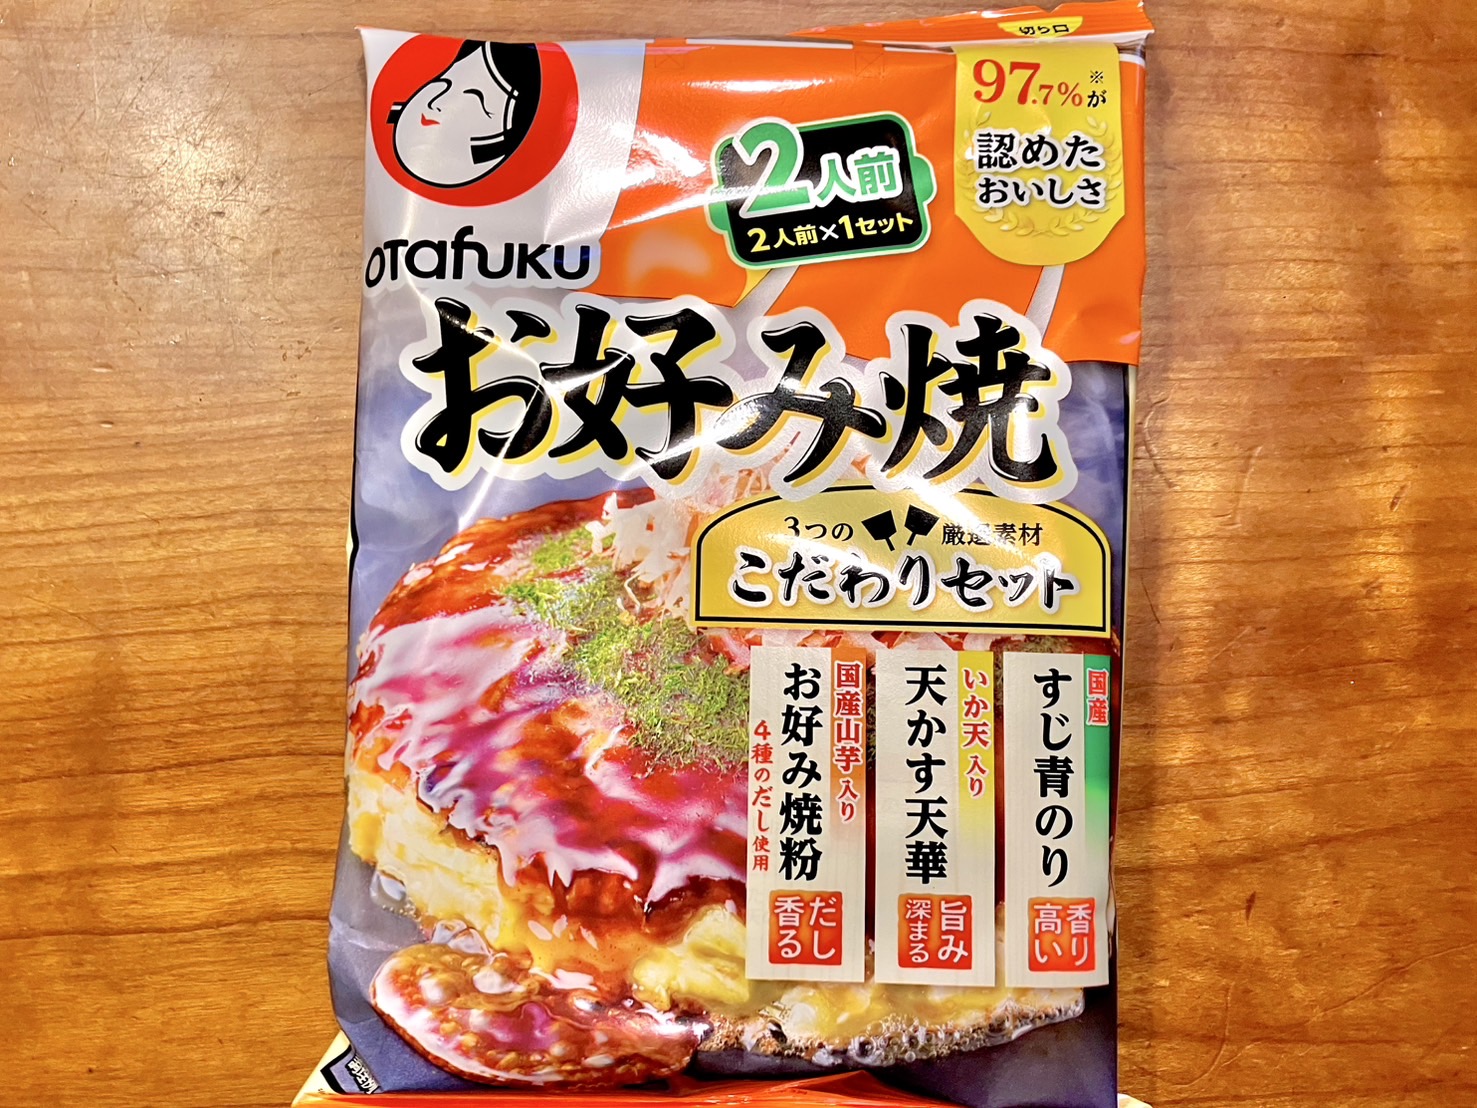 切り口
OTafuKU
2人前
2人前×1セット
97.7%※が
認めた
おいしさ
お好み焼
3つの 厳選素材
こだわりセット
国産
すじ青のり
香り
高い
いか天入り
天かす天華
旨み
深まる
国産山芋入り
お好み焼粉
4種のだし使用
だし
香る
調理例